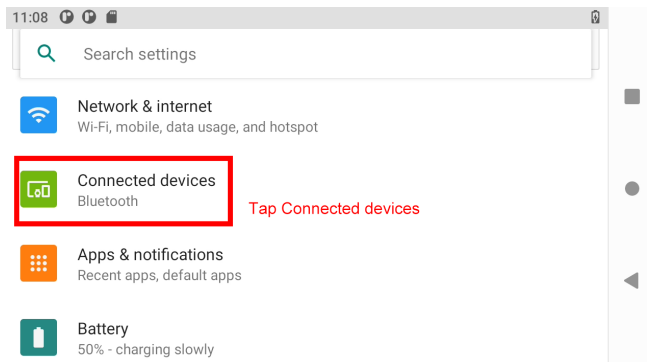 11:08
Search settings
Network & internet
Wi-Fi, mobile, data usage, and hotspot
Connected devices
Bluetooth
Tap Connected devices
Apps & notifications
Recent apps, default apps
Battery
50% - charging slowly